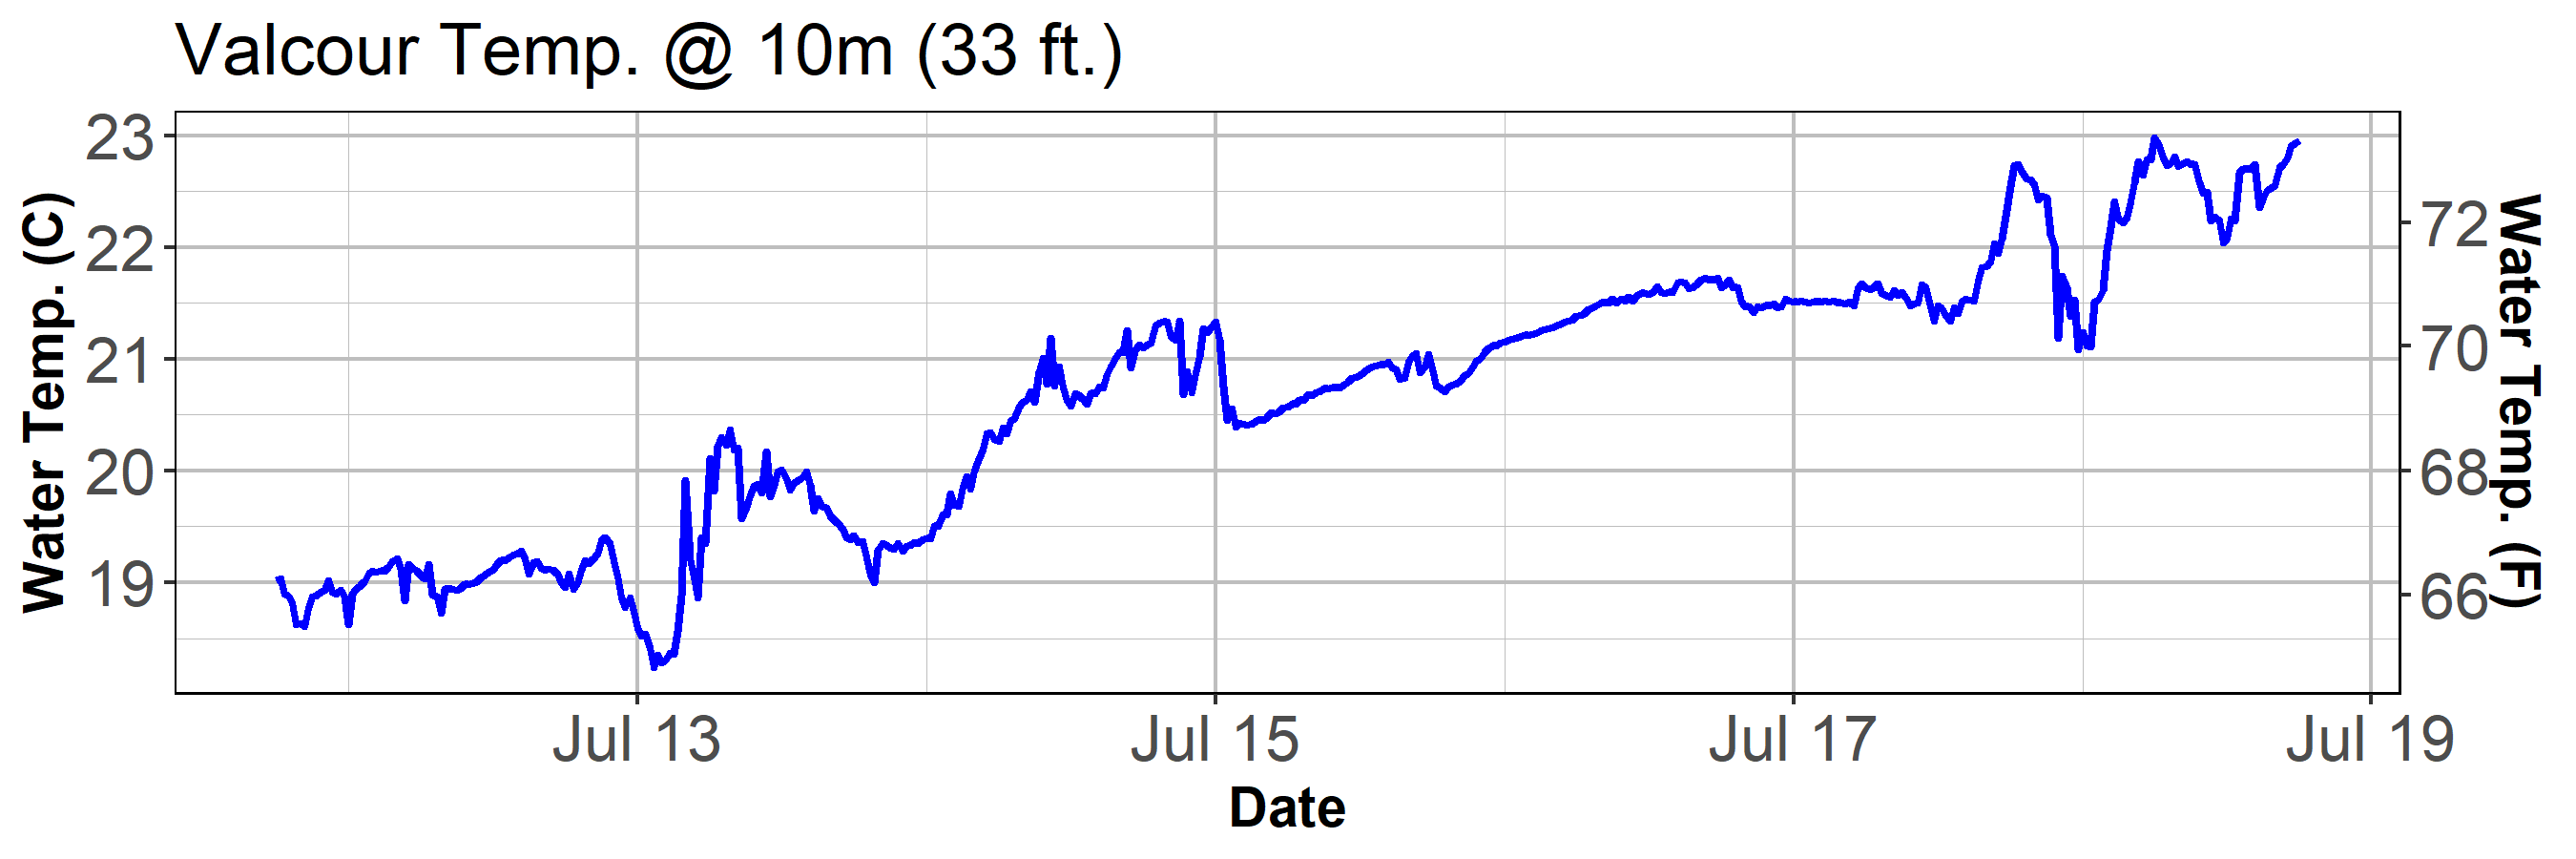 Valcour Temp. @ 10m (33 ft.)
Water Temp. (C)
23
22
21
20
19
72
70
68
66
Water Temp. (F)
Jul 13
Jul 15
Jul 17
Jul 19
Date